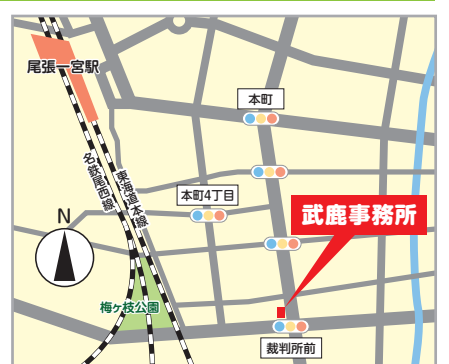 尾張一宮駅
本町
名鉄尾西線
東海道本線
本町4丁目
武鹿事務所
N
梅ヶ枝公園
裁判所前